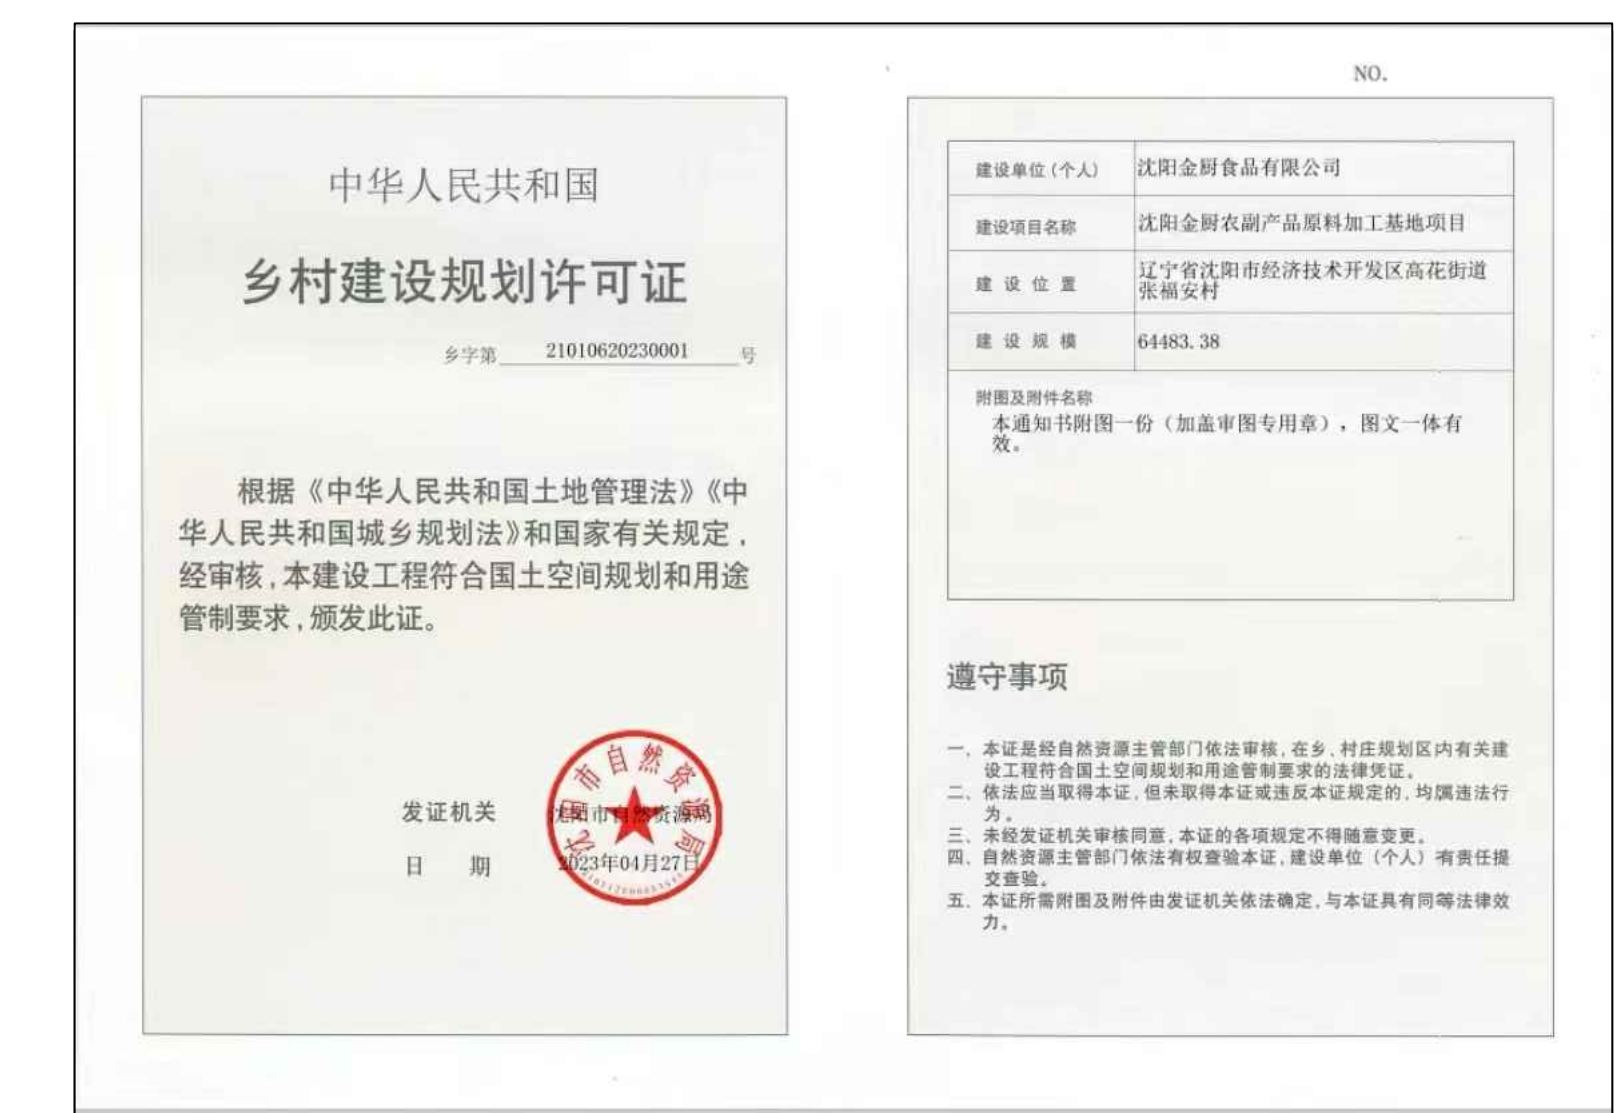 中华人民共和国
乡村建设规划许可证
乡字第 21010620230001 号
根据《中华人民共和国土地管理法》《中
华人民共和国城乡规划法》和国家有关规定,
经审核,本建设工程符合国土空间规划和用途
管制要求,颁发此证。
发证机关 沈阳市自然资源局
日 期 2023年04月27日
沈阳市自然资源局
NO.
建设单位(个人) 沈阳金厨食品有限公司
建设项目名称 沈阳金厨农副产品原料加工基地项目
建设位置 辽宁省沈阳市经济技术开发区高花街道
张福安村
建设规模 64483.38
附图及附件名称
本通知书附图一份(加盖审图专用章),图文一体有
效。
遵守事项
一、本证是经自然资源主管部门依法审核,在乡、村庄规划区内有关建
设工程符合国土空间规划和用途管制要求的法律凭证。
二、依法应当取得本证,但未取得本证或违反本证规定的,均属违法行
为。
三、未经发证机关审核同意,本证的各项规定不得随意变更。
四、自然资源主管部门依法有权查验本证,建设单位(个人)有责任提
交查验。
五、本证所需附图及附件由发证机关依法确定,与本证具有同等法律效
力。